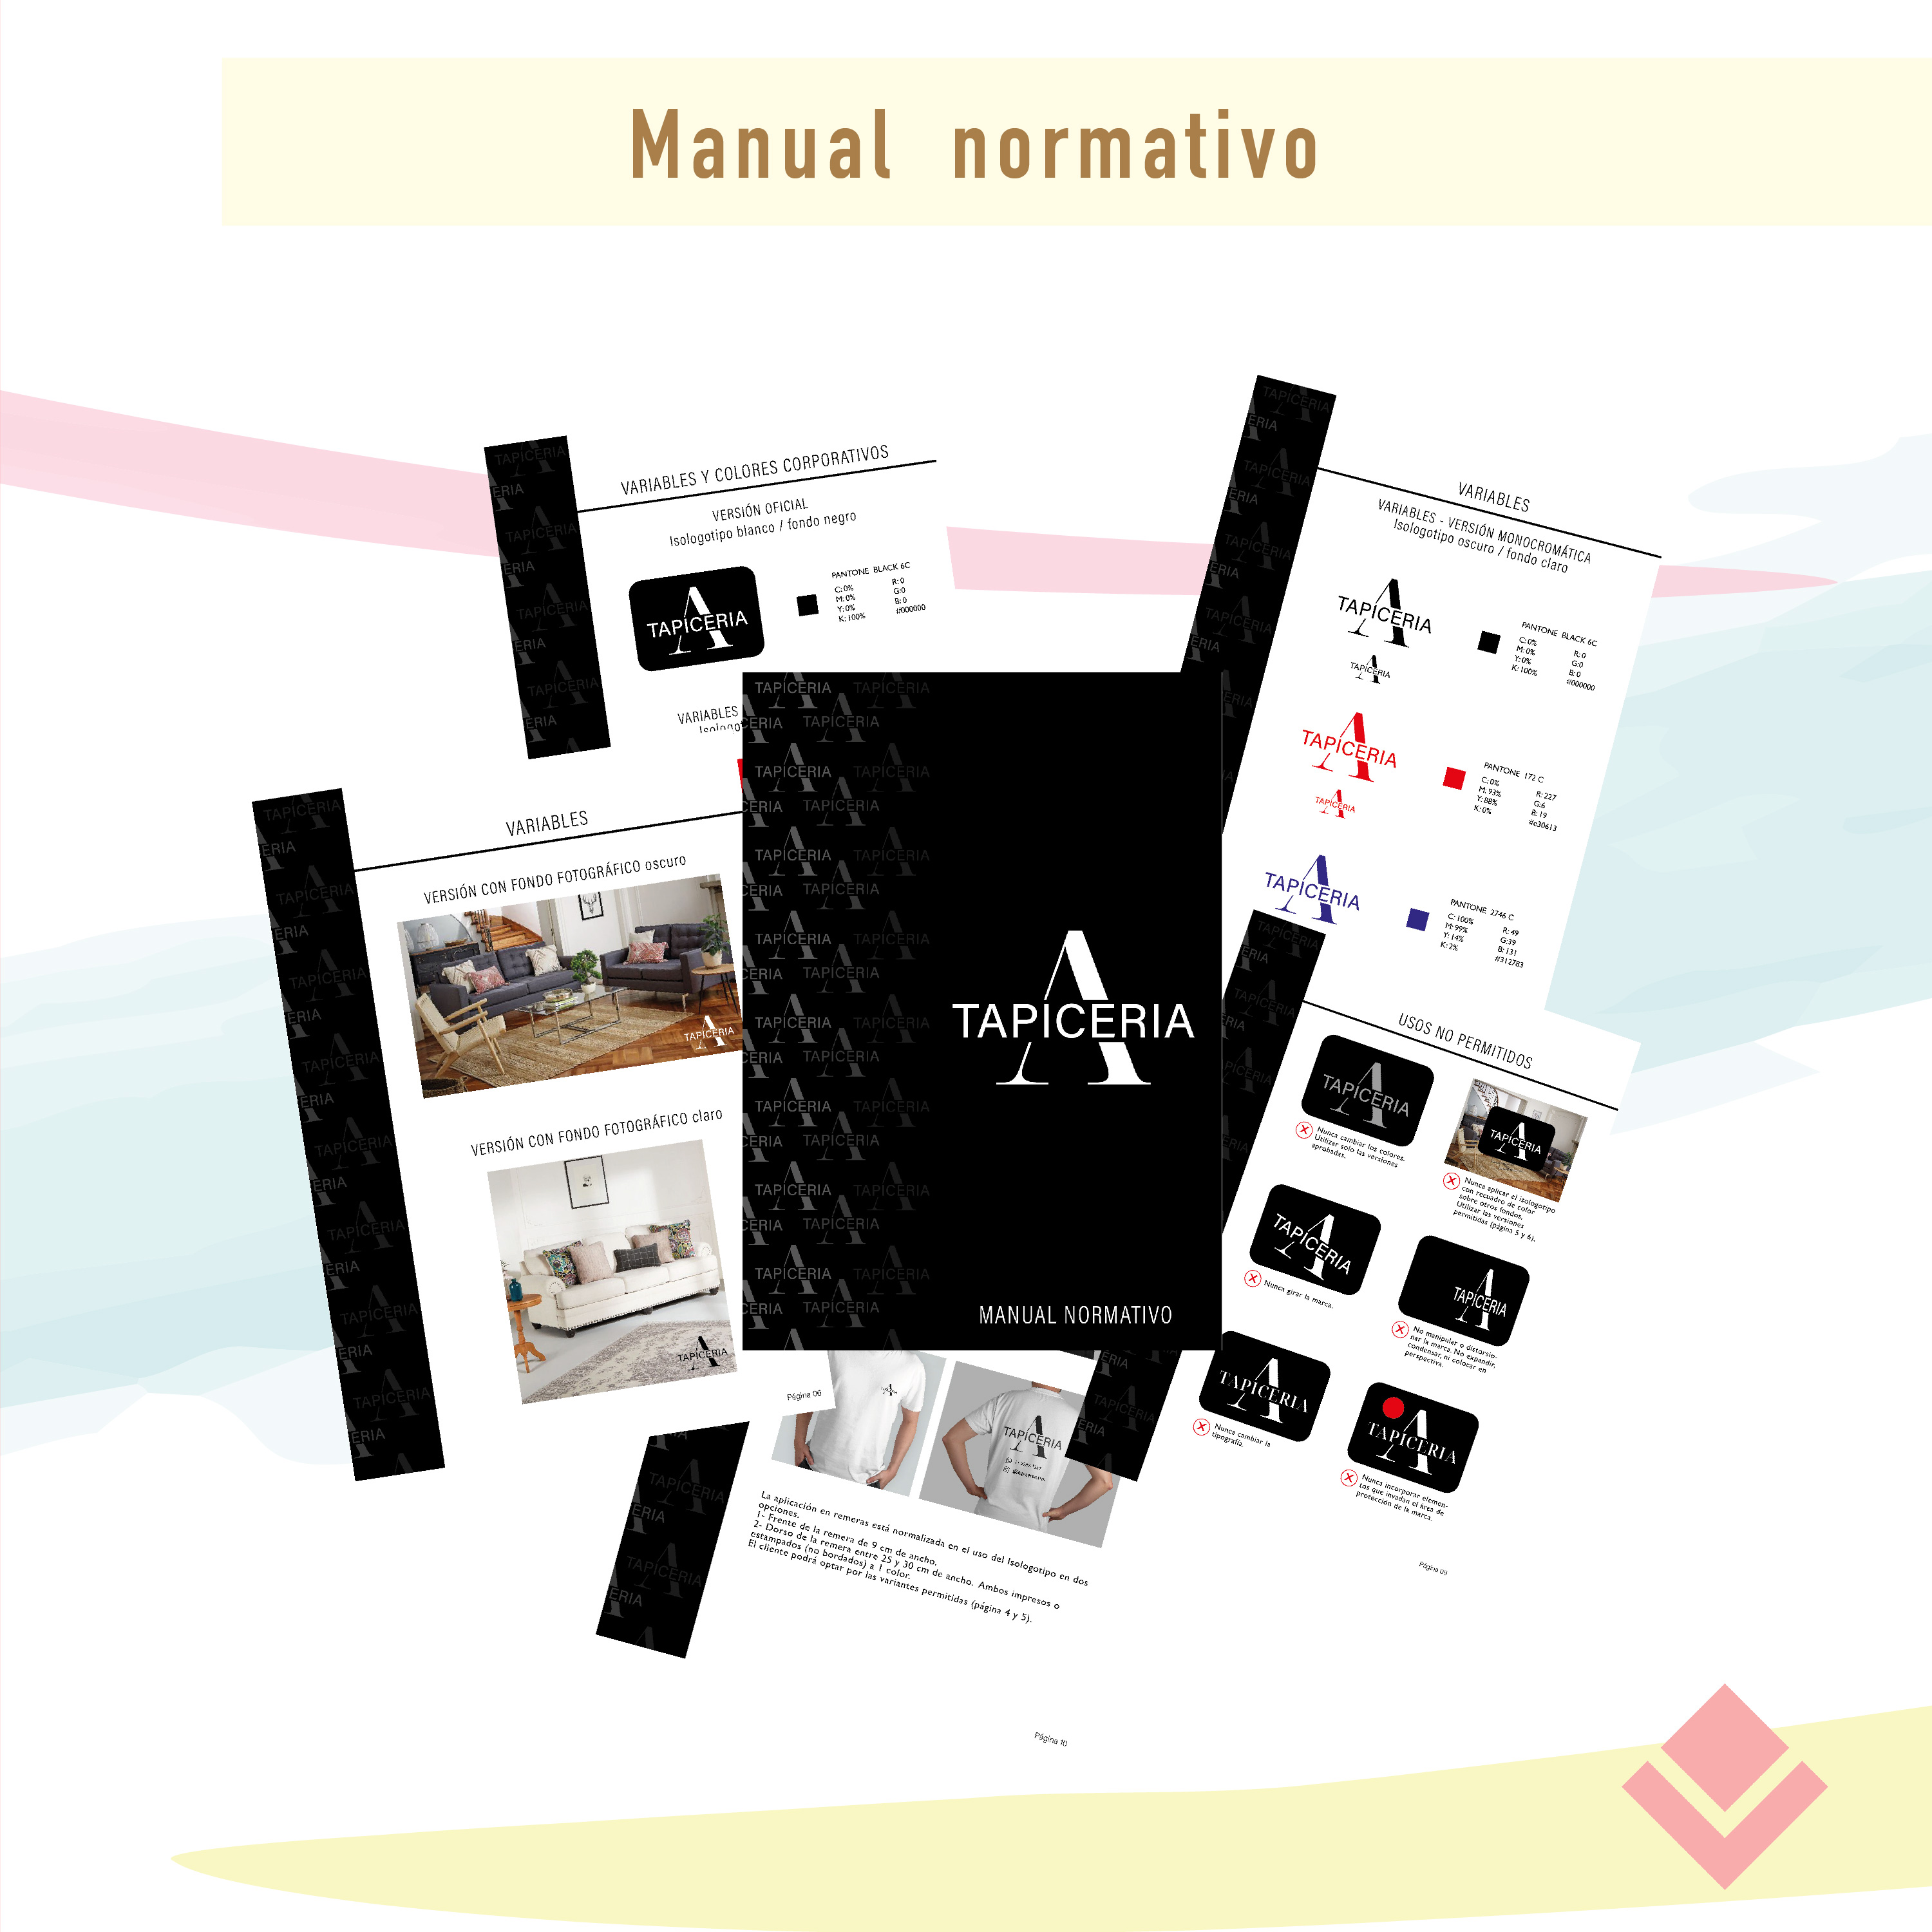 Manual normativo
VARIABLES Y COLORES CORPORATIVOS
VERSIÓN OFICIAL
Isologotipo blanco / fondo negro
TAPICERIA
PANTONE BLACK 6C
C: 0% R: 0
M: 0% G:0
Y: 0% B: 0
K: 100% #000000
VARIABLES
VARIABLES
VARIABLES - VERSIÓN MONOCROMÁTICA
Isologotipo oscuro / fondo claro
TAPICERIA
PANTONE BLACK 6C
C: 0% R: 0
M: 0% G:0
Y: 0% B: 0
K: 100% #000000
TAPICERIA
TAPICERIA
PANTONE 172 C
C: 0% R: 227
M: 93% G:6
Y: 88% B: 19
K: 0% #e30613
TAPICERIA
TAPICERIA
PANTONE 2746 C
C: 100% R: 49
M: 99% G:39
Y: 14% B: 131
K: 2% #312783
VARIABLES
VERSIÓN CON FONDO FOTOGRÁFICO oscuro
TAPICERIA
VERSIÓN CON FONDO FOTOGRÁFICO claro
TAPICERIA
Página 06
TAPICERIA
MANUAL NORMATIVO
USOS NO PERMITIDOS
TAPICERIA
Nunca cambiar los colores.
Utilizar solo las versiones
aprobadas.
TAPICERIA
Nunca aplicar el isologotipo
con recuadro de color
sobre otros fondos.
Utilizar las versiones
permitidas (página 5 y 6).
TAPICERIA
Nunca girar la marca.
TAPICERIA
No manipular o distorsio-
nar la marca. No expandir,
condensar, ni colocar en
perspectiva.
TAPICERIA
Nunca cambiar la
tipografía.
TAPICERIA
Nunca incorporar elemen-
tos que invadan el área de
protección de la marca.
Página 09
TAPICERIA
La aplicación en remeras está normalizada en el uso del Isologotipo en dos
opciones.
1- Frente de la remera de 9 cm de ancho.
2- Dorso de la remera entre 25 y 30 cm de ancho. Ambos impresos o
estampados (no bordados) a 1 color.
El cliente podrá optar por las variantes permitidas (página 4 y 5).
Página 10